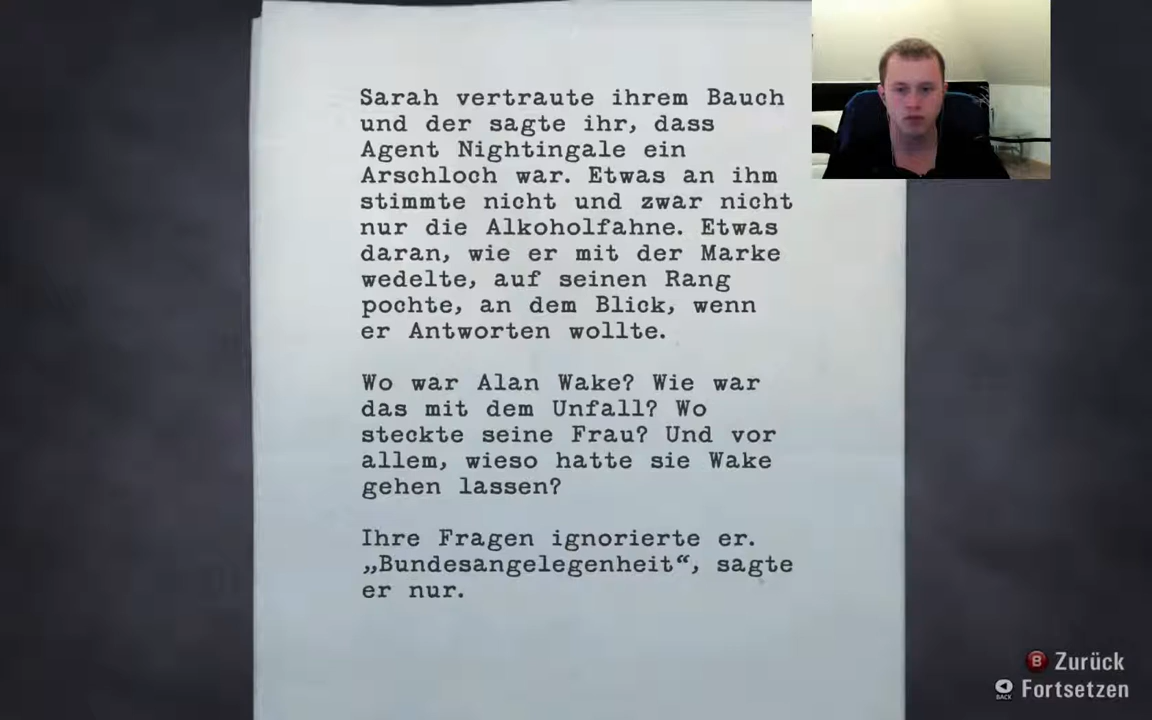 Sarah vertraute ihrem Bauch
und der sagte ihr, dass
Agent Nightingale ein
Arschloch war. Etwas an ihm
stimmte nicht und zwar nicht
nur die Alkoholfahne. Etwas
daran, wie er mit der Marke
wedelte, auf seinen Rang
pochte, an dem Blick, wenn
er Antworten wollte.
Wo war Alan Wake? Wie war
das mit dem Unfall? Wo
steckte seine Frau? Und vor
allem, wieso hatte sie Wake
gehen lassen?
Ihre Fragen ignorierte er.
„Bundesangelegenheit“, sagte
er nur.
B Zurück
BACK Fortsetzen